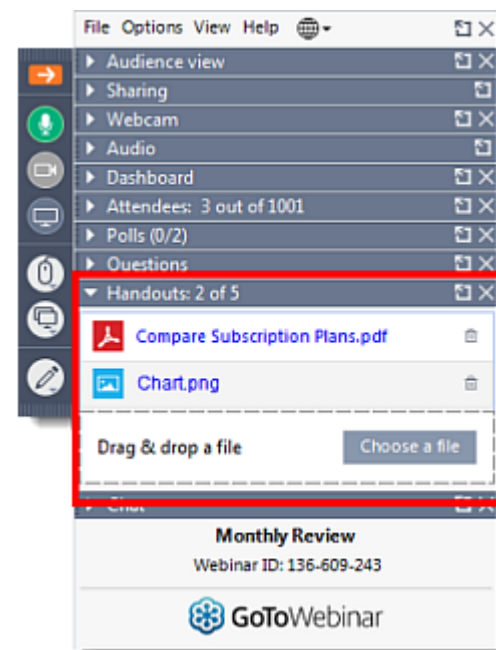 File Options View Help
Audience view
Sharing
Webcam
Audio
Dashboard
Attendees: 3 out of 1001
Polls (0/2)
Questions
Handouts: 2 of 5
Compare Subscription Plans.pdf
Chart.png
Drag & drop a file
Choose a file
Chat
Monthly Review
Webinar ID: 136-609-243
GoToWebinar